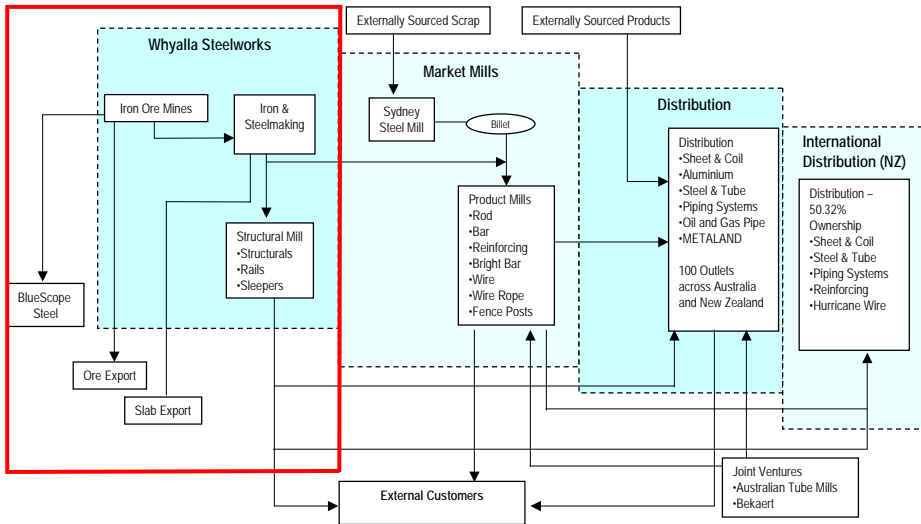 Externally Sourced Scrap
Externally Sourced Products
Whyalla Steelworks
Market Mills
Distribution
International
Distribution (NZ)
Iron Ore Mines
Iron &
Steelmaking
Sydney
Steel Mill
Billet
Structural Mill
•Structurals
•Rails
•Sleepers
Product Mills
•Rod
•Bar
•Reinforcing
•Bright Bar
•Wire
•Wire Rope
•Fence Posts
Distribution
•Sheet & Coil
•Aluminium
•Steel & Tube
•Piping Systems
•Oil and Gas Pipe
•METALAND
100 Outlets
across Australia
and New Zealand
Distribution –
50.32%
Ownership
•Sheet & Coil
•Steel & Tube
•Piping Systems
•Reinforcing
•Hurricane Wire
BlueScope
Steel
Ore Export
Slab Export
External Customers
Joint Ventures
•Australian Tube Mills
•Bekaert